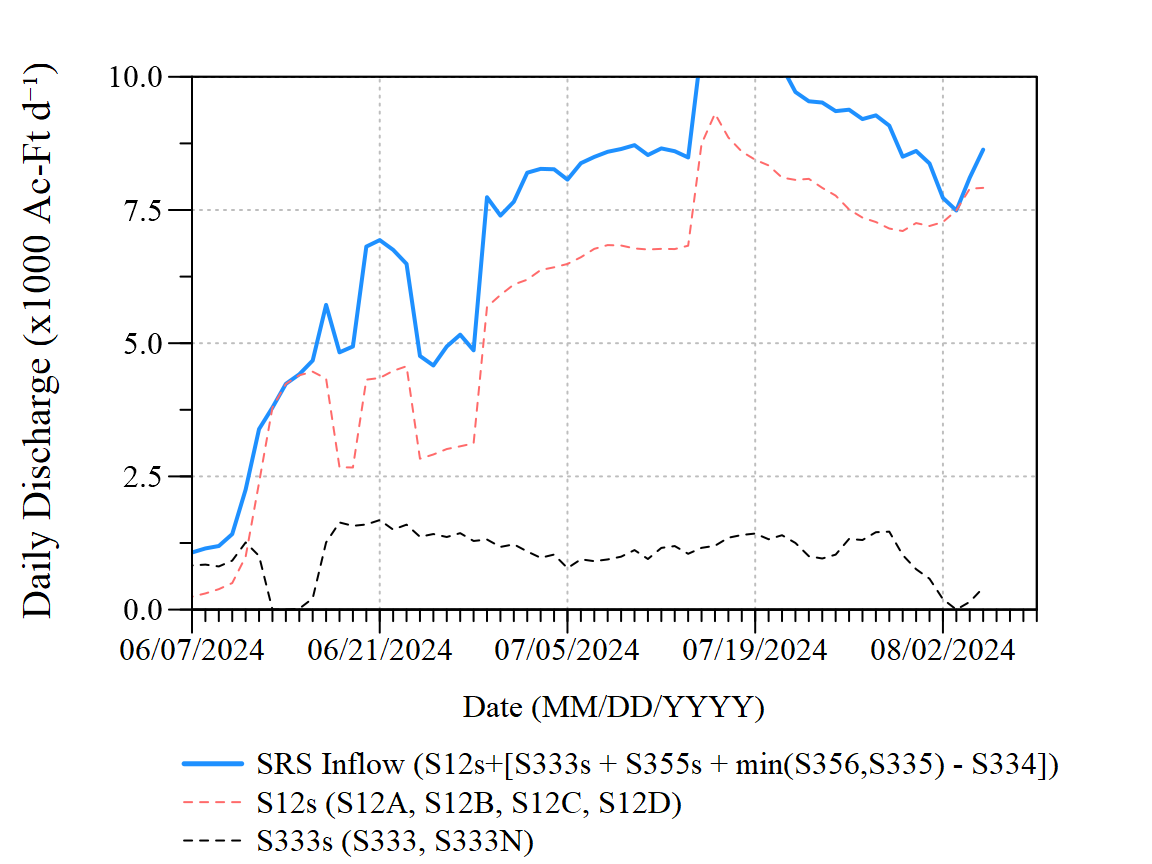 Daily Discharge (x1000 Ac-Ft d⁻¹)
10.0
7.5
5.0
2.5
0.0
06/07/2024 06/21/2024 07/05/2024 07/19/2024 08/02/2024
Date (MM/DD/YYYY)
SRS Inflow (S12s+[S333s + S355s + min(S356,S335) - S334])
S12s (S12A, S12B, S12C, S12D)
S333s (S333, S333N)